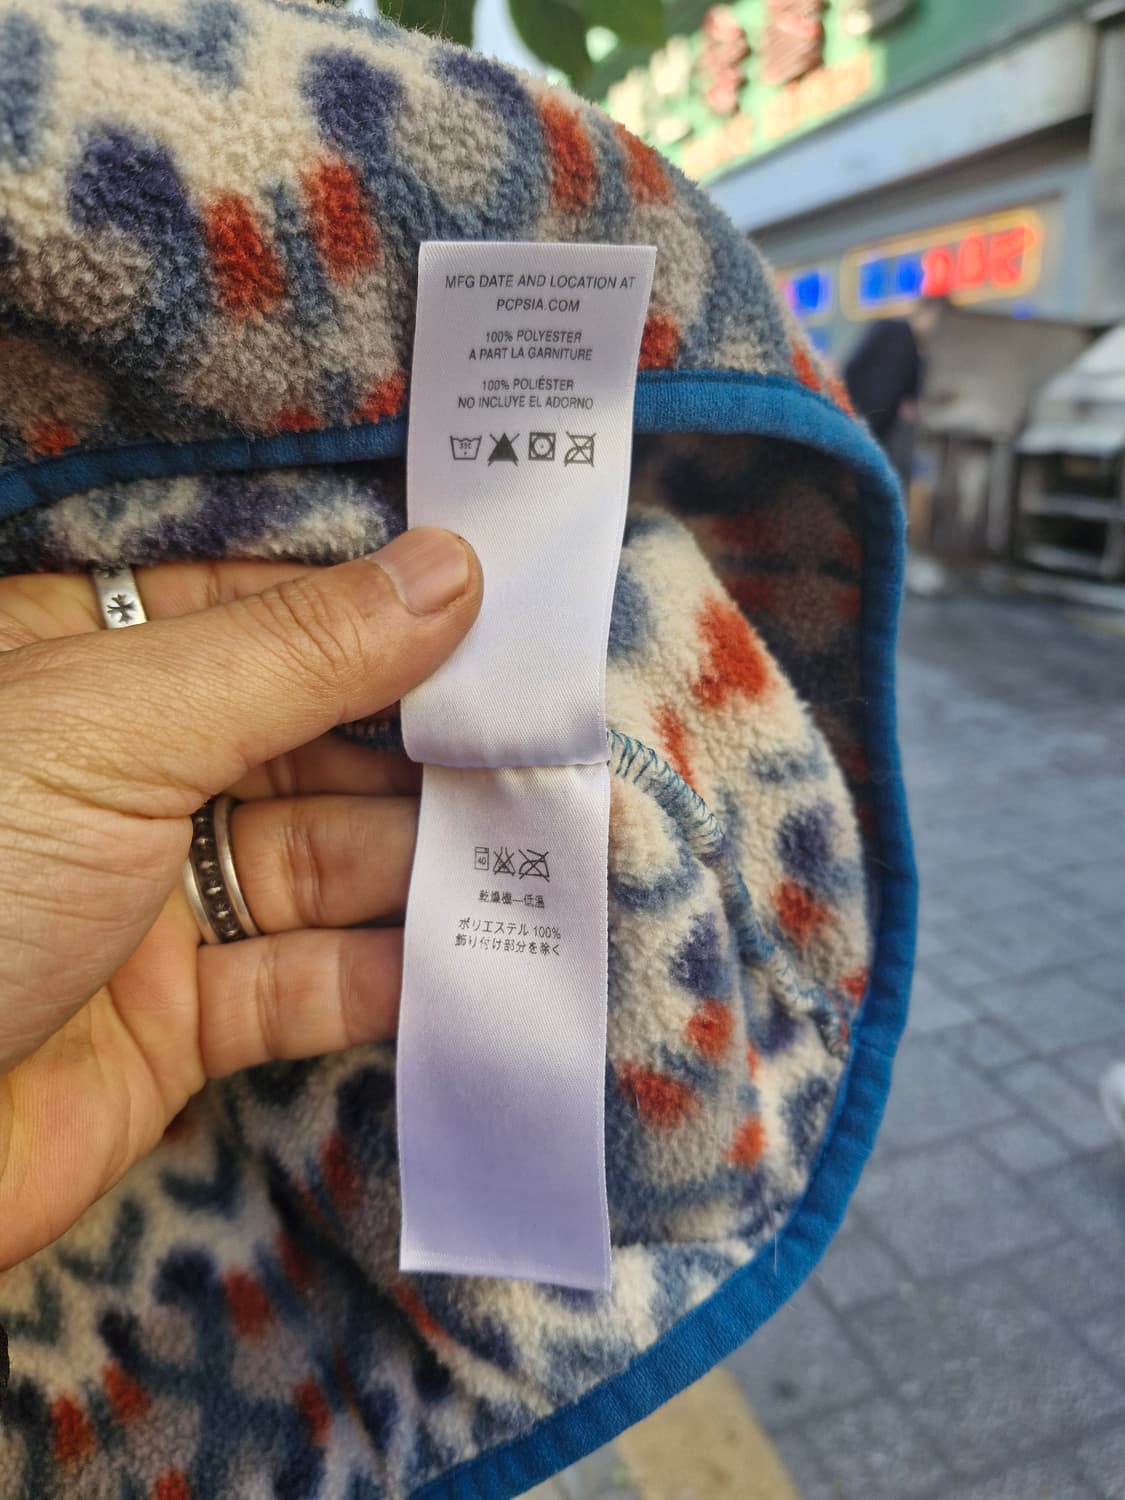 MFG DATE AND LOCATION AT
PCPSIA.COM
100% POLYESTER
A PART LA GARNITURE
100% POLIÉSTER
NO INCLUYE EL ADORNO
40
乾燥機—低温
ポリエステル 100%
飾り付け部分を除く